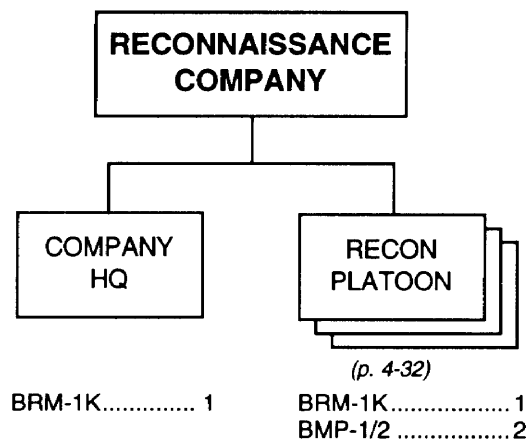 RECONNAISSANCE
COMPANY
COMPANY
HQ
RECON
PLATOON
(p. 4-32)
BRM-1K.............. 1
BRM-1K.................. 1
BMP-1/2 ................. 2